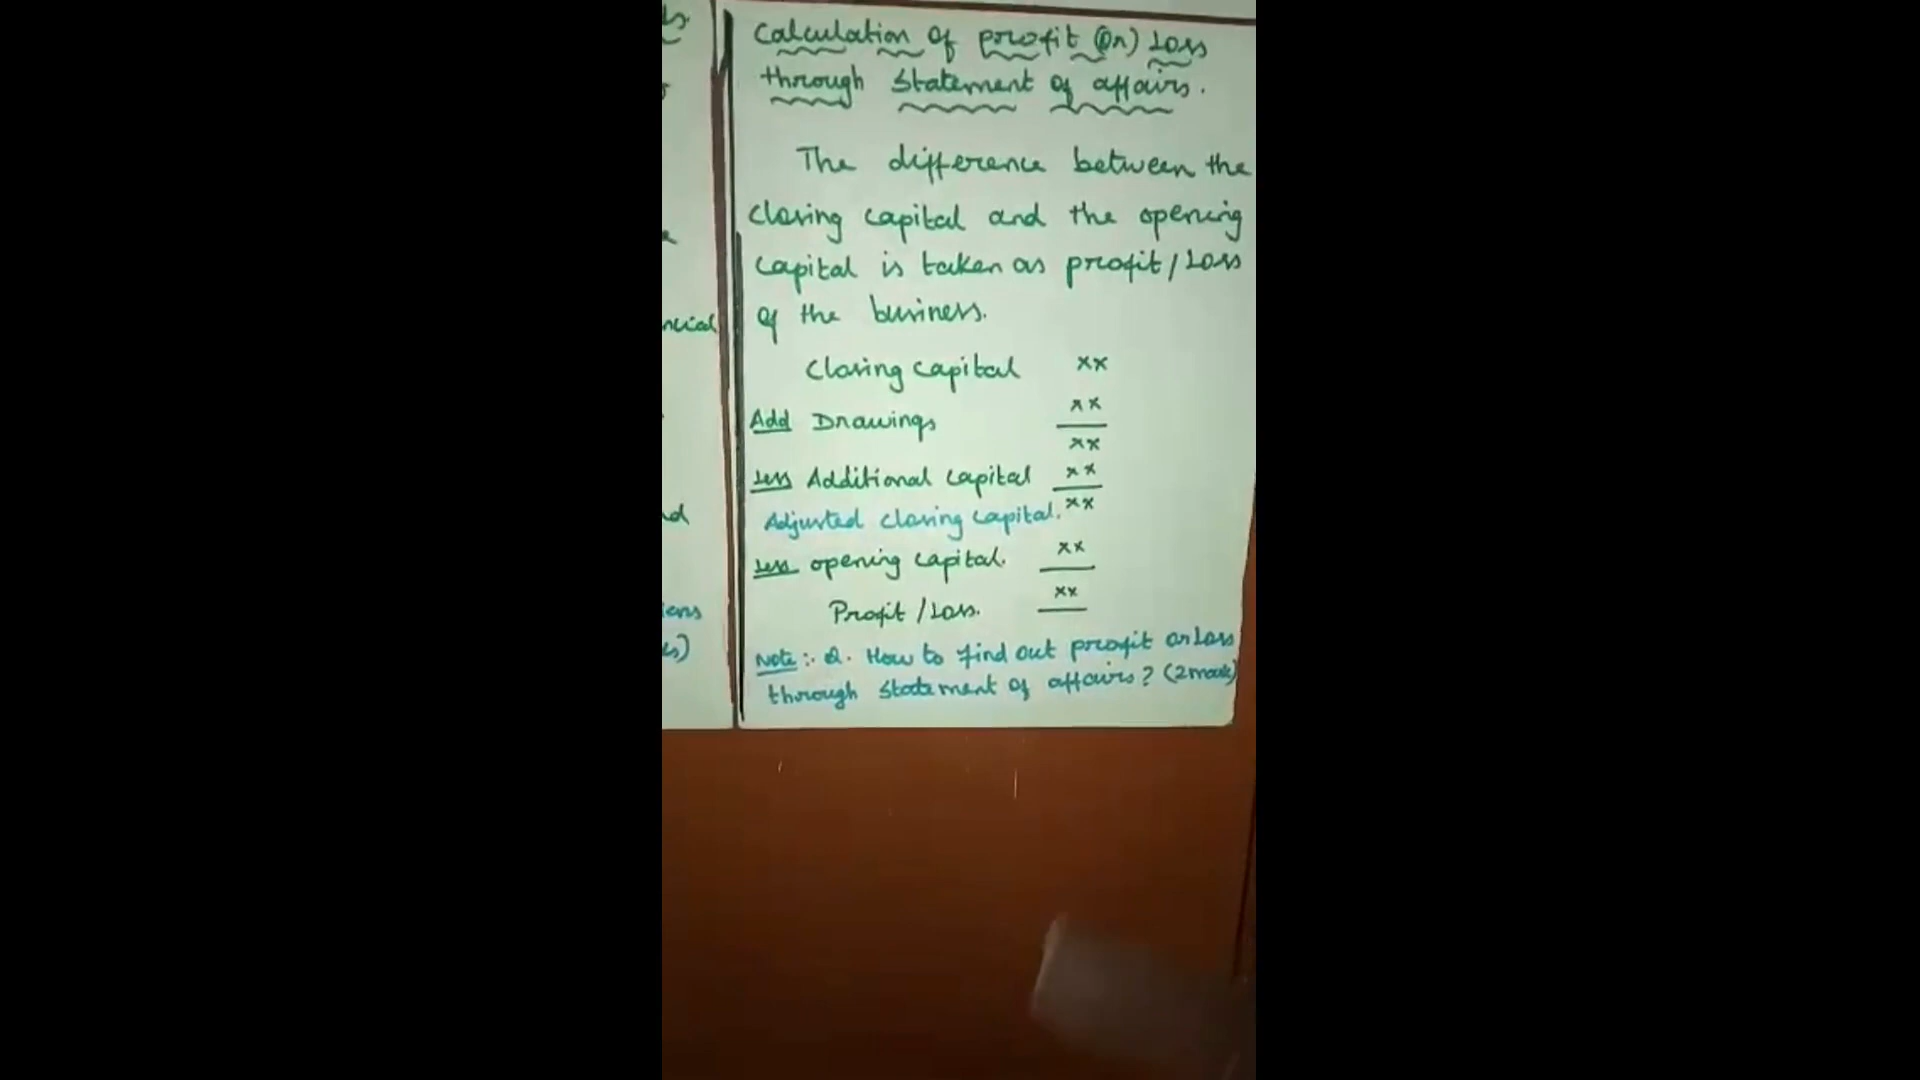 Calculation of profit (or) Loss
through Statement of affairs.
The difference between the
closing capital and the opening
capital is taken as profit / Loss
of the business.
Closing capital xx
Add Drawings xx
xx
Less Additional capital xx
Adjusted closing capital. xx
Less opening capital. xx
Profit / Loss. xx
Note:- Q. How to find out profit or Loss
through Statement of affairs? (2 mark)